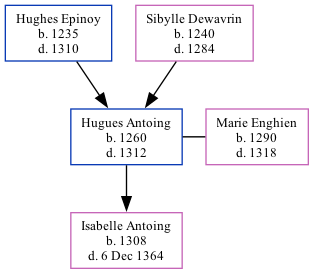 Hughes Epinoy
b. 1235
d. 1310
Sibylle Dewavrin
b. 1240
d. 1284
Hugues Antoing
b. 1260
d. 1312
Marie Enghien
b. 1290
d. 1318
Isabelle Antoing
b. 1308
d. 6 Dec 1364